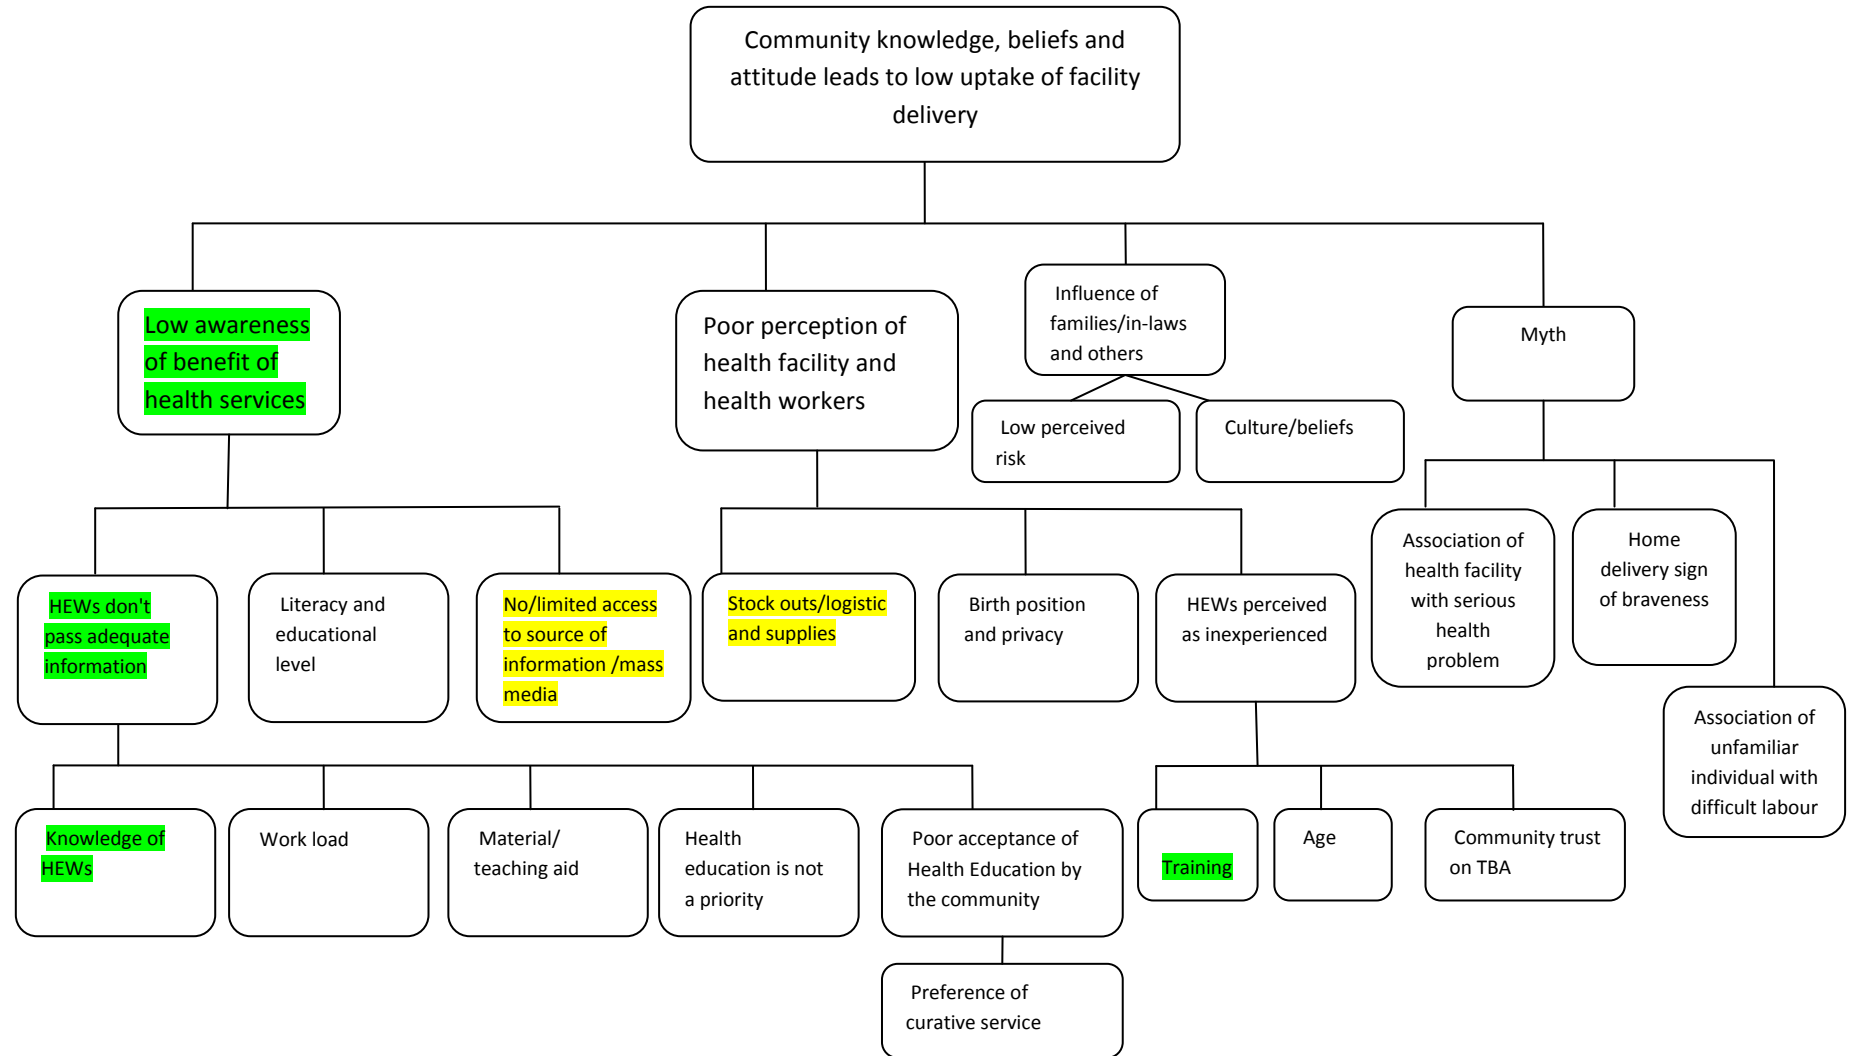 Community knowledge, beliefs and
attitude leads to low uptake of facility
delivery
Low awareness
of benefit of
health services
Poor perception of
health facility and
health workers
Influence of
families/in-laws
and others
Myth
Low perceived
risk
Culture/beliefs
HEWs don't
pass adequate
information
Literacy and
educational
level
No/limited access
to source of
information /mass
media
Stock outs/logistic
and supplies
Birth position
and privacy
HEWs perceived
as inexperienced
Association of
health facility
with serious
health
problem
Home
delivery sign
of braveness
Association of
unfamiliar
individual with
difficult labour
Knowledge of
HEWs
Work load
Material/
teaching aid
Health
education is not
a priority
Poor acceptance of
Health Education by
the community
Training
Age
Community trust
on TBA
Preference of
curative service